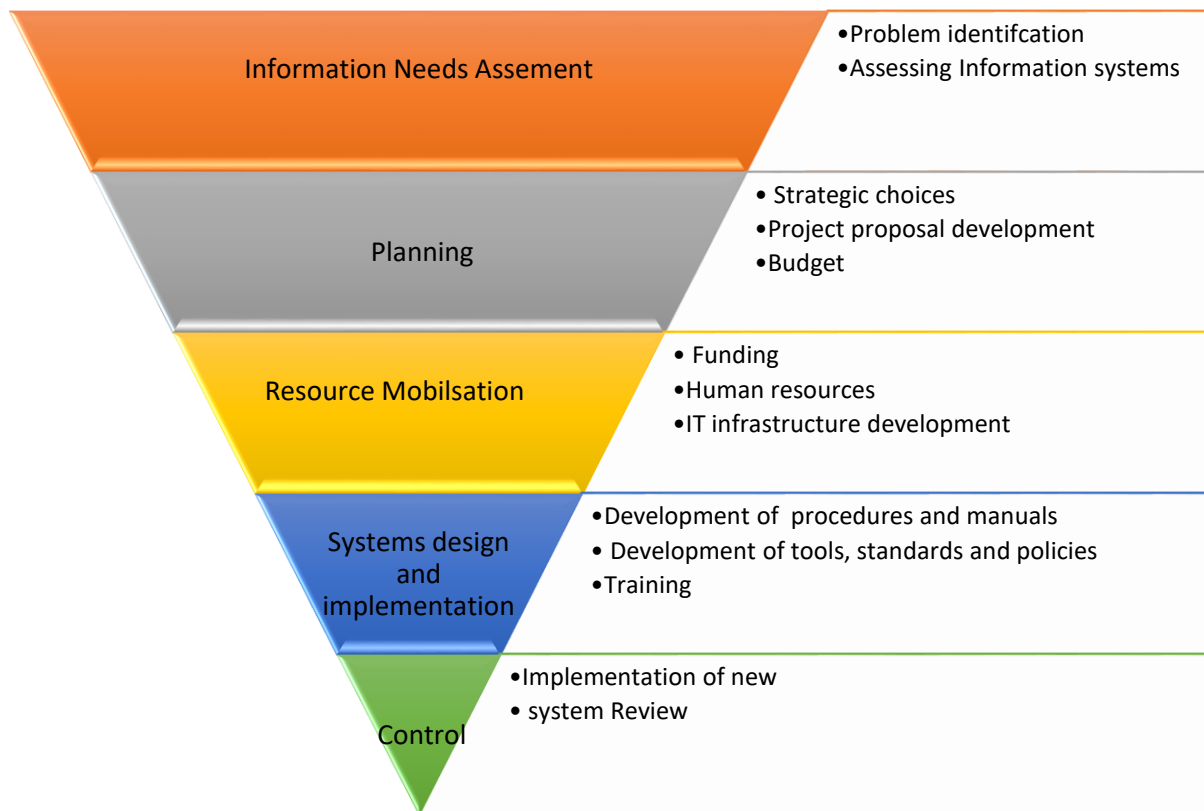 Information Needs Assement
•Problem identifcation
•Assessing Information systems
Planning
• Strategic choices
•Project proposal development
•Budget
Resource Mobilsation
• Funding
•Human resources
•IT infrastructure development
Systems design
and
implementation
•Development of  procedures and manuals
• Development of tools, standards and policies
•Training
Control
•Implementation of new
• system Review